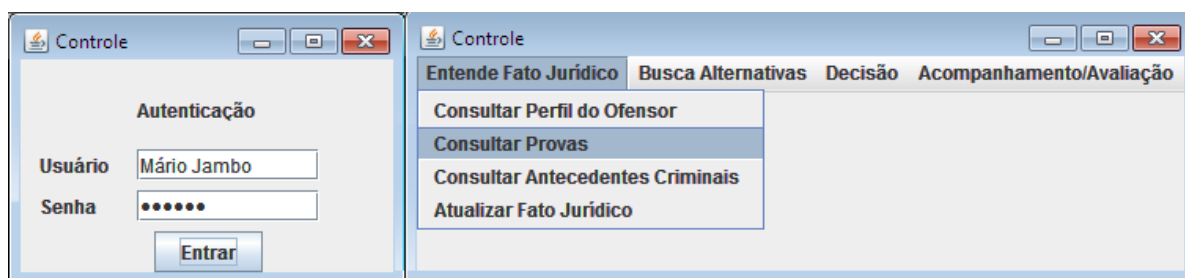 Controle
Autenticação
Usuário Mário Jambo
Senha ••••••
Entrar
Controle
Entende Fato Jurídico Busca Alternativas Decisão Acompanhamento/Avaliação
Consultar Perfil do Ofensor
Consultar Provas
Consultar Antecedentes Criminais
Atualizar Fato Jurídico